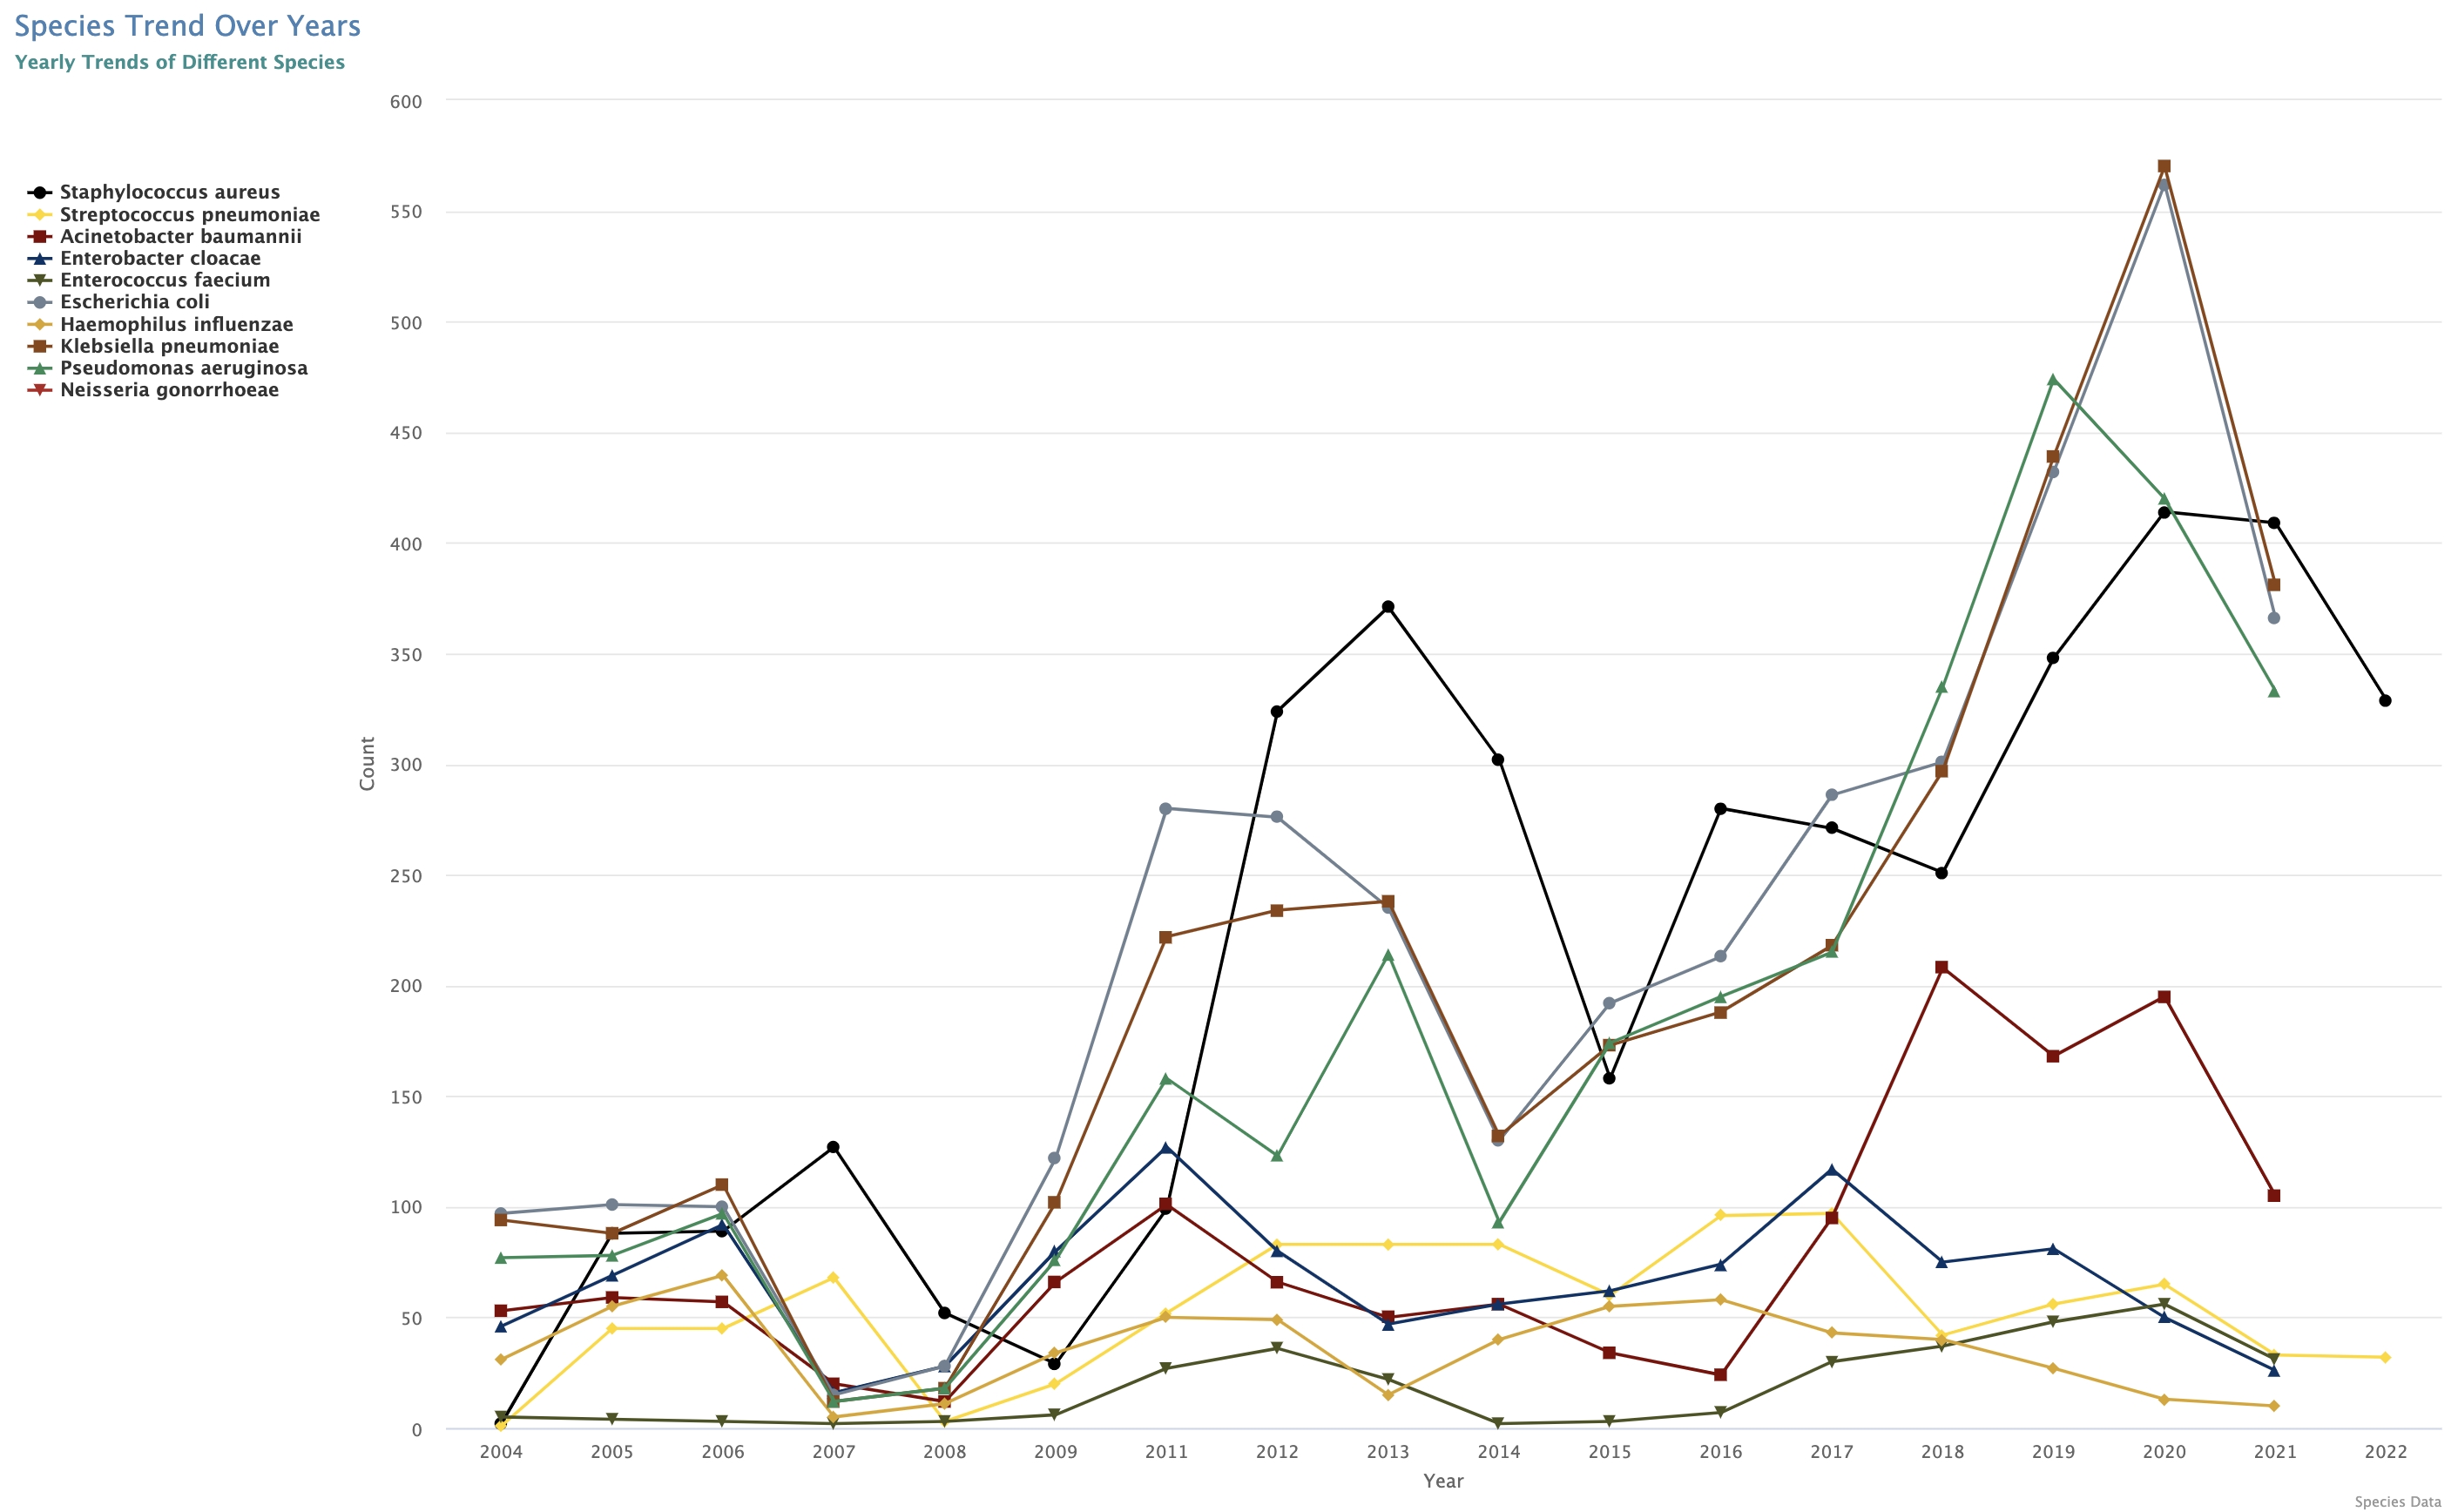 Species Trend Over Years
Yearly Trends of Different Species
Staphylococcus aureus
Streptococcus pneumoniae
Acinetobacter baumannii
Enterobacter cloacae
Enterococcus faecium
Escherichia coli
Haemophilus influenzae
Klebsiella pneumoniae
Pseudomonas aeruginosa
Neisseria gonorrhoeae
Count
600
550
500
450
400
350
300
250
200
150
100
50
0
2004 2005 2006 2007 2008 2009 2011 2012 2013 2014 2015 2016 2017 2018 2019 2020 2021 2022
Year
Species Data